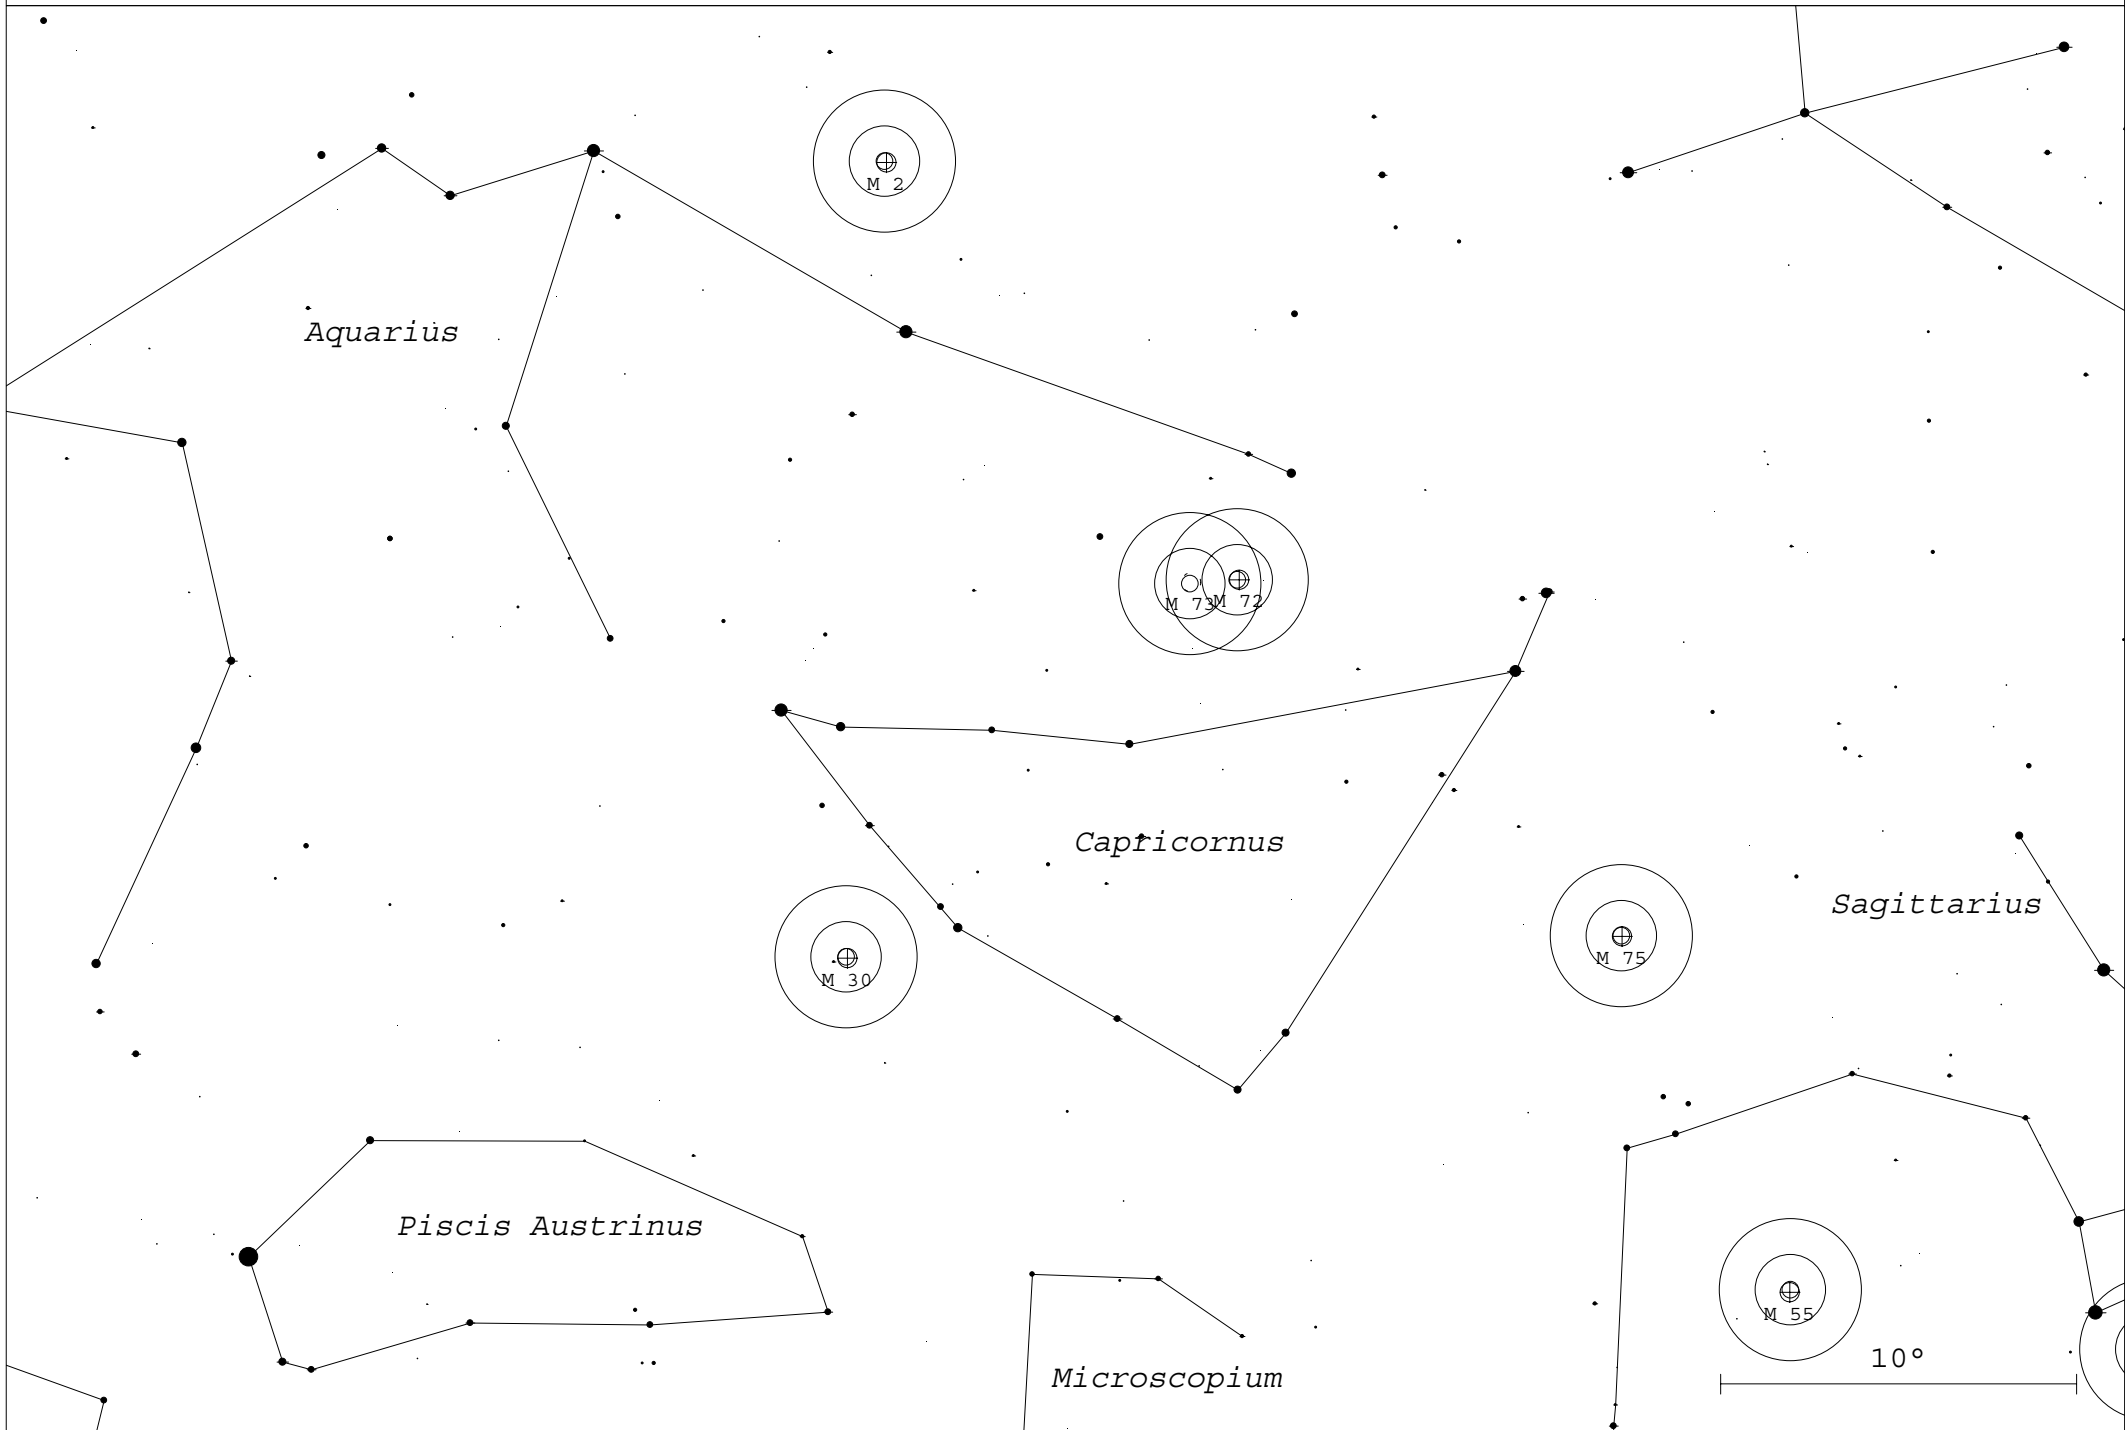 M 2
Aquarius
M 73
M 72
Capricornus
Sagittarius
M 75
M 30
Piscis Austrinus
M 55
10°
Microscopium